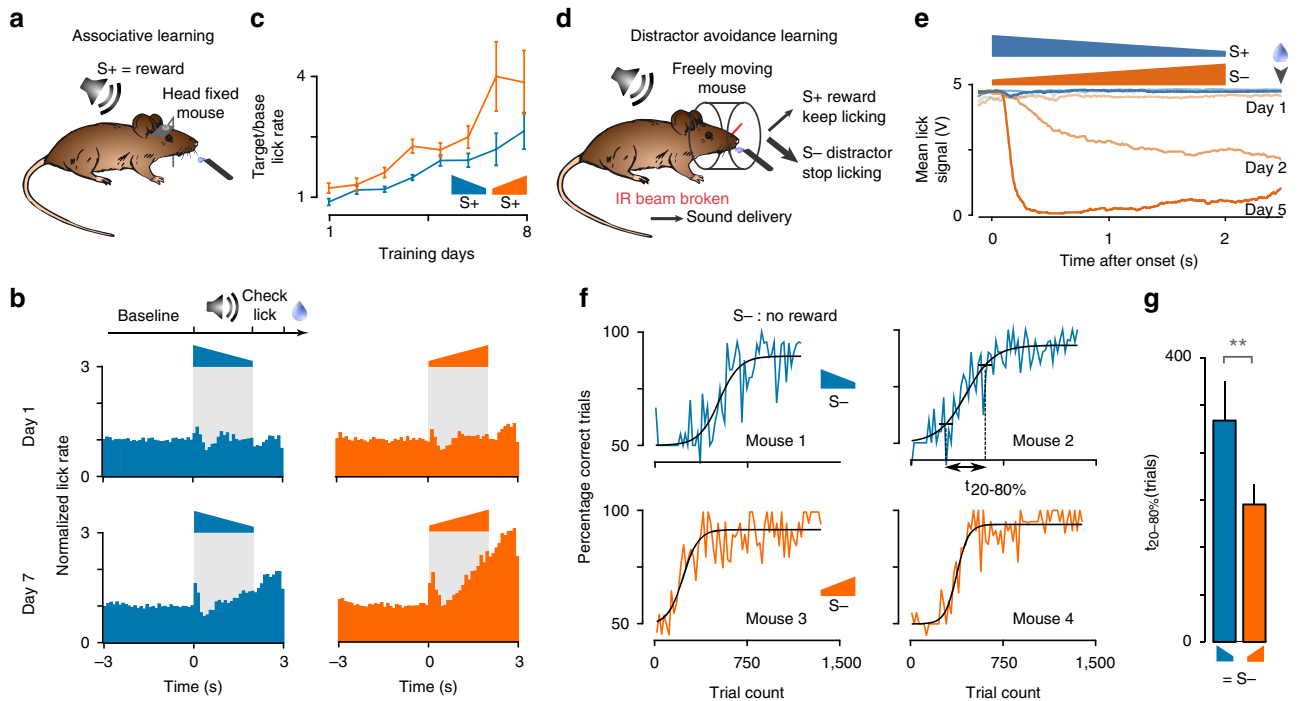 a
Associative learning
S+ = reward
Head fixed
mouse
c
Target/base
lick rate
4
1
S+
S+
1
8
Training days
d
Distractor avoidance learning
Freely moving
mouse
S+ reward
keep licking
S– distractor
stop licking
IR beam broken
Sound delivery
e
S+
S–
Mean lick
signal (V)
5
0
Day 1
Day 2
Day 5
0
1
2
Time after onset (s)
b
Baseline
Check
lick
Normalized lick rate
Day 1
3
0
Day 7
3
0
–3
0
3
–3
0
3
Time (s)
Time (s)
f
S– : no reward
Percentage correct trials
100
50
S–
Mouse 1
Mouse 2
t20-80%
100
50
S–
Mouse 3
Mouse 4
0
750
1,500
0
750
1,500
Trial count
Trial count
g
**
t20–80%(trials)
400
0
= S–